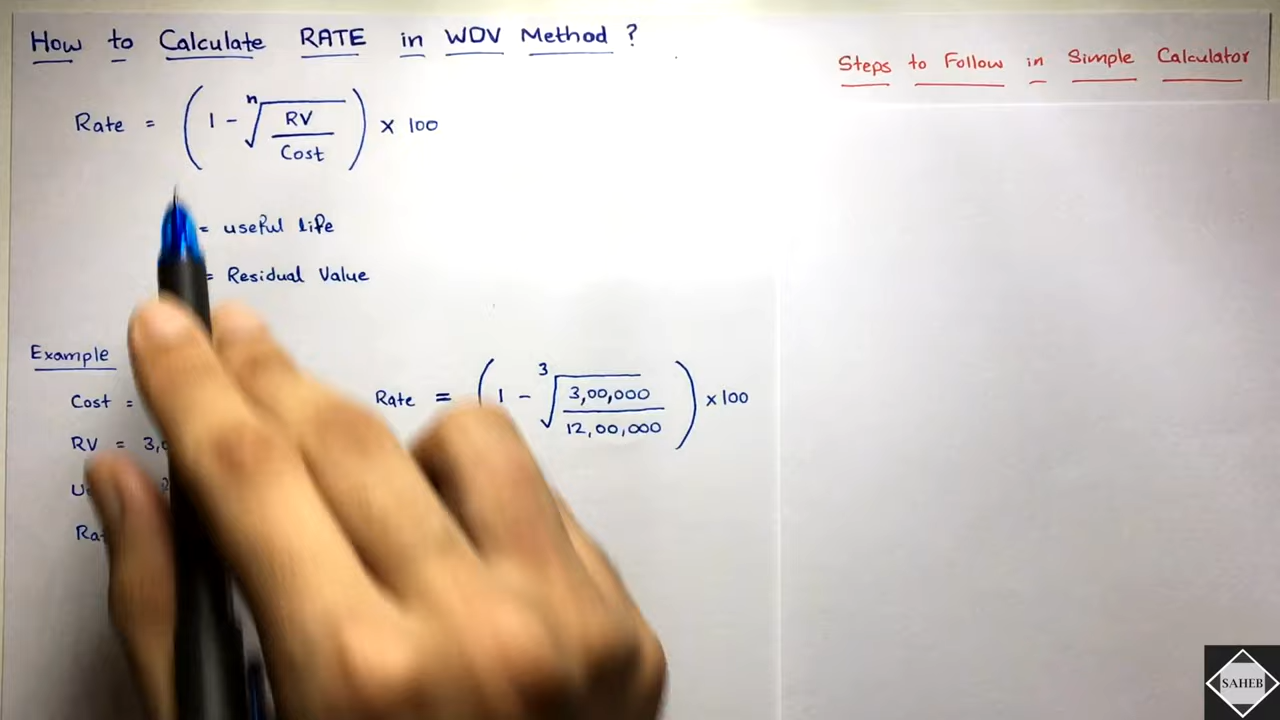 How to Calculate RATE in WDV Method ?
Steps to Follow in Simple Calculator
Rate = ( 1 - n√ RV / Cost ) × 100
= useful life
= Residual Value
Example
Cost =
RV = 3,
Rate = ( 1 - 3√ 3,00,000 / 12,00,000 ) × 100
SAHEB